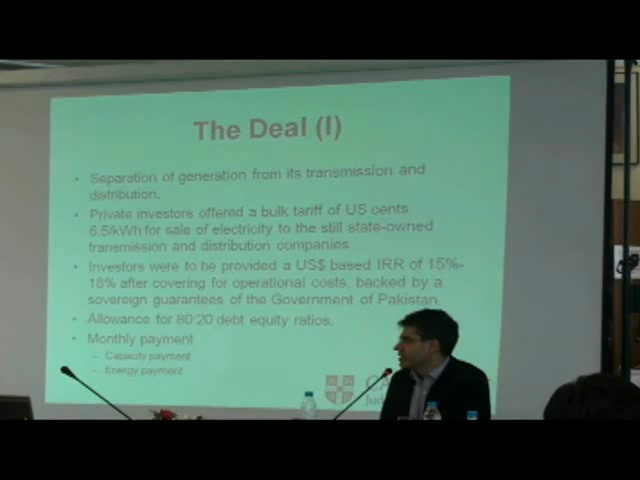 The Deal (I)
• Separation of generation from its transmission and
distribution.
• Private investors offered a bulk tariff of US cents
6.5/kWh for sale of electricity to the still state-owned
transmission and distribution companies
• Investors were to be provided a US$ based IRR of 15%-
18% after covering for operational costs, backed by a
sovereign guarantees of the Government of Pakistan.
• Allowance for 80:20 debt equity ratios.
• Monthly payment
– Capacity payment
– Energy payment